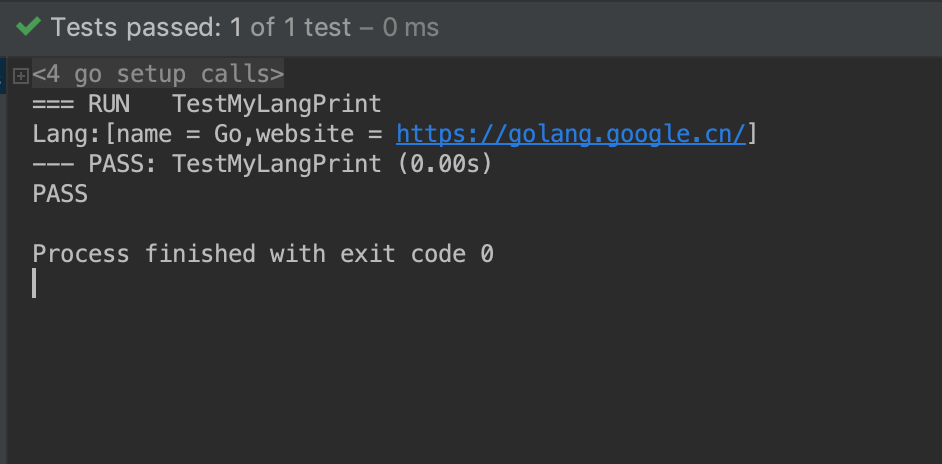 Tests passed: 1 of 1 test – 0 ms
<4 go setup calls>
=== RUN   TestMyLangPrint
Lang:[name = Go,website = https://golang.google.cn/]
--- PASS: TestMyLangPrint (0.00s)
PASS
Process finished with exit code 0